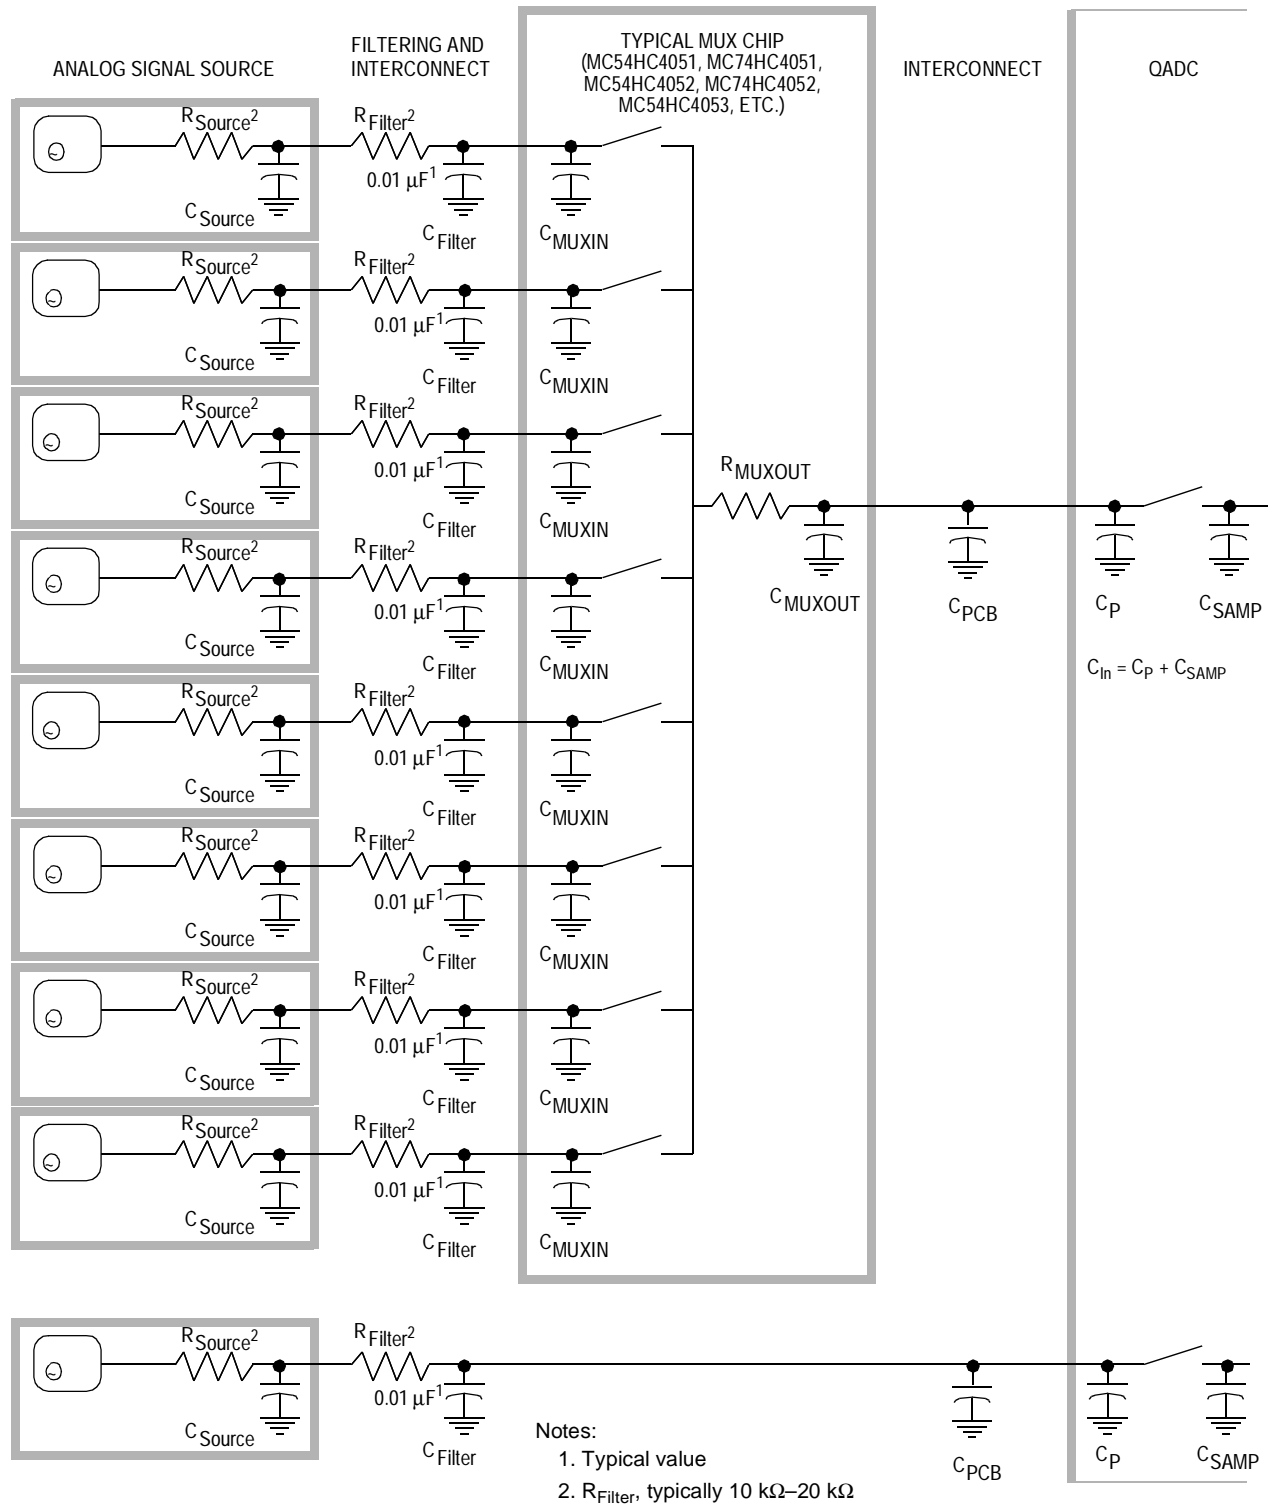 ANALOG SIGNAL SOURCE
FILTERING AND
INTERCONNECT
TYPICAL MUX CHIP
(MC54HC4051, MC74HC4051,
MC54HC4052, MC74HC4052,
MC54HC4053, ETC.)
INTERCONNECT
QADC
~
RSource2
CSource
RFilter2
0.01 μF1
CFilter
CMUXIN
~
RSource2
CSource
RFilter2
0.01 μF1
CFilter
CMUXIN
~
RSource2
CSource
RFilter2
0.01 μF1
CFilter
CMUXIN
~
RSource2
CSource
RFilter2
0.01 μF1
CFilter
CMUXIN
~
RSource2
CSource
RFilter2
0.01 μF1
CFilter
CMUXIN
~
RSource2
CSource
RFilter2
0.01 μF1
CFilter
CMUXIN
~
RSource2
CSource
RFilter2
0.01 μF1
CFilter
CMUXIN
~
RSource2
CSource
RFilter2
0.01 μF1
CFilter
CMUXIN
RMUXOUT
CMUXOUT
CPCB
CP
CSAMP
CIn = CP + CSAMP
~
RSource2
CSource
RFilter2
0.01 μF1
CFilter
CPCB
CP
CSAMP
Notes:
1. Typical value
2. RFilter, typically 10 kΩ–20 kΩ